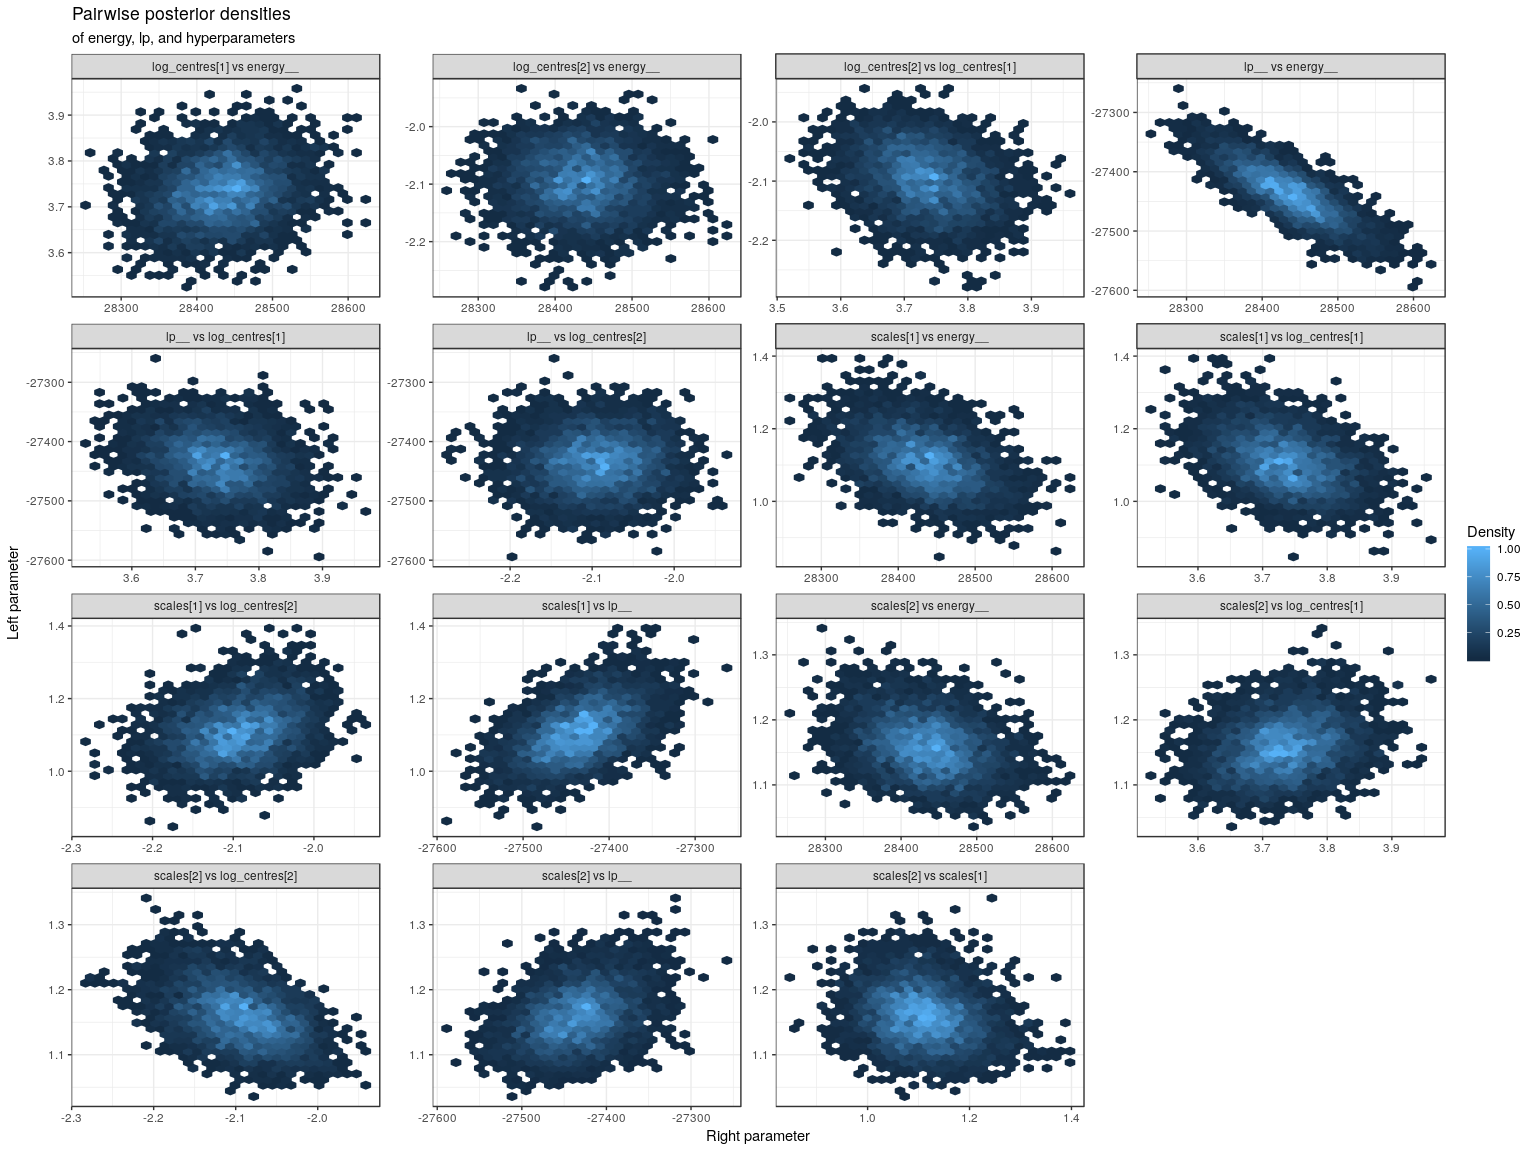 Pairwise posterior densities
of energy, lp, and hyperparameters
log_centres[1] vs energy__
log_centres[2] vs energy__
log_centres[2] vs log_centres[1]
lp__ vs energy__
3.9
3.8
3.7
3.6
28300 28400 28500 28600
-2.0
-2.1
-2.2
28300 28400 28500 28600
-2.0
-2.1
-2.2
3.5 3.6 3.7 3.8 3.9
-27300
-27400
-27500
-27600
28300 28400 28500 28600
lp__ vs log_centres[1]
lp__ vs log_centres[2]
scales[1] vs energy__
scales[1] vs log_centres[1]
-27300
-27400
-27500
-27600
3.6 3.7 3.8 3.9
-27300
-27400
-27500
-27600
-2.2 -2.1 -2.0
1.4
1.2
1.0
28300 28400 28500 28600
1.4
1.2
1.0
3.6 3.7 3.8 3.9
scales[1] vs log_centres[2]
scales[1] vs lp__
scales[2] vs energy__
scales[2] vs log_centres[1]
1.4
1.2
1.0
-2.3 -2.2 -2.1 -2.0
1.4
1.2
1.0
-27600 -27500 -27400 -27300
1.3
1.2
1.1
28300 28400 28500 28600
1.3
1.2
1.1
3.6 3.7 3.8 3.9
scales[2] vs log_centres[2]
scales[2] vs lp__
scales[2] vs scales[1]
1.3
1.2
1.1
-2.3 -2.2 -2.1 -2.0
1.3
1.2
1.1
-27600 -27500 -27400 -27300
1.3
1.2
1.1
1.0 1.2 1.4
Left parameter
Right parameter
Density
1.00
0.75
0.50
0.25